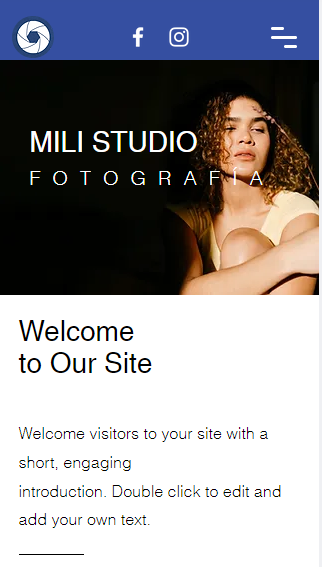 MILI STUDIO
FOTOGRAFÍA
Welcome
to Our Site
Welcome visitors to your site with a
short, engaging
introduction. Double click to edit and
add your own text.